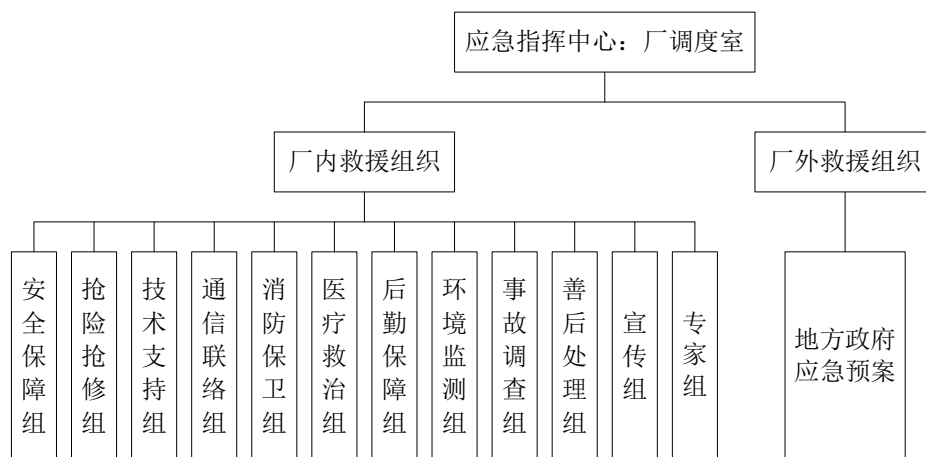 应急指挥中心：厂调度室
厂内救援组织
厂外救援组织
安全保障组
抢险抢修组
技术支持组
通信联络组
消防保卫组
医疗救治组
后勤保障组
环境监测组
事故调查组
善后处理组
宣传组
专家组
地方政府
应急预案